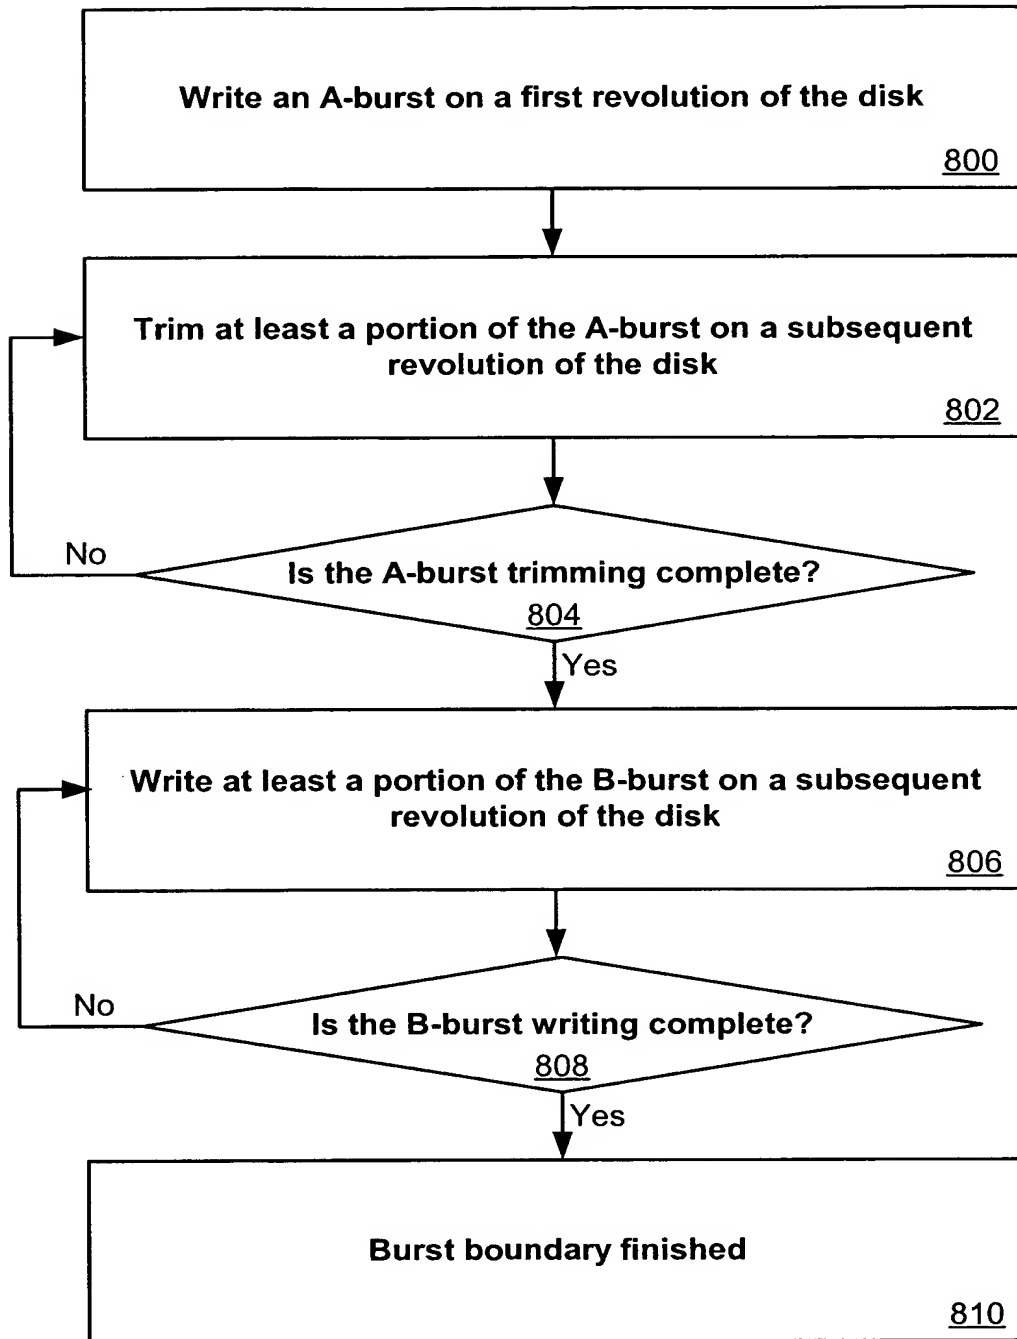 Write an A-burst on a first revolution of the disk
800
Trim at least a portion of the A-burst on a subsequent
revolution of the disk
802
No
Is the A-burst trimming complete?
804
Yes
Write at least a portion of the B-burst on a subsequent
revolution of the disk
806
No
Is the B-burst writing complete?
808
Yes
Burst boundary finished
810